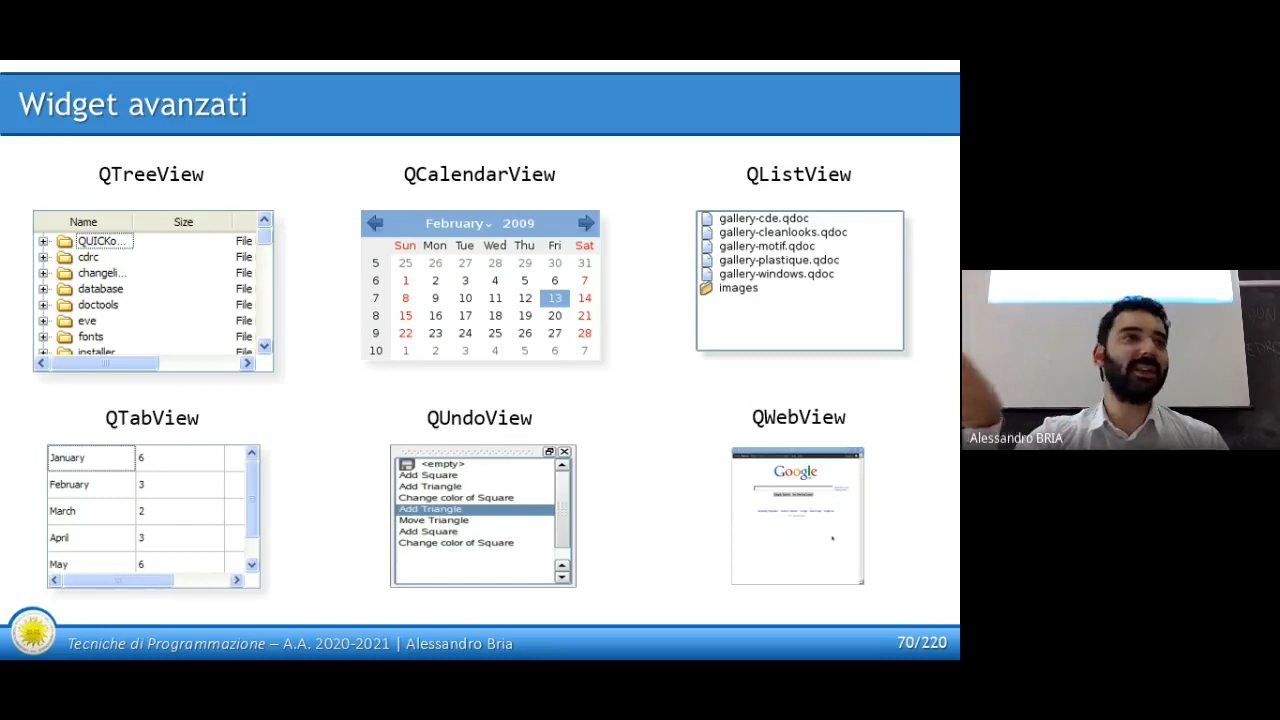 Widget avanzati
QTreeView
QCalendarView
QListView
Name Size
QUICKo... File
cdrc File
changeli... File
database File
doctools File
eve File
fonts File
installer
February 2009
Sun Mon Tue Wed Thu Fri Sat
5 25 26 27 28 29 30 31
6 1 2 3 4 5 6 7
7 8 9 10 11 12 13 14
8 15 16 17 18 19 20 21
9 22 23 24 25 26 27 28
10 1 2 3 4 5 6 7
gallery-cde.qdoc
gallery-cleanlooks.qdoc
gallery-motif.qdoc
gallery-plastique.qdoc
gallery-windows.qdoc
images
QTabView
QUndoView
QWebView
January 6
February 3
March 2
April 3
May 6
<empty>
Add Square
Add Triangle
Change color of Square
Add Triangle
Move Triangle
Add Square
Change color of Square
Google
Tecniche di Programmazione – A.A. 2020-2021 | Alessandro Bria
70/220
Alessandro BRIA